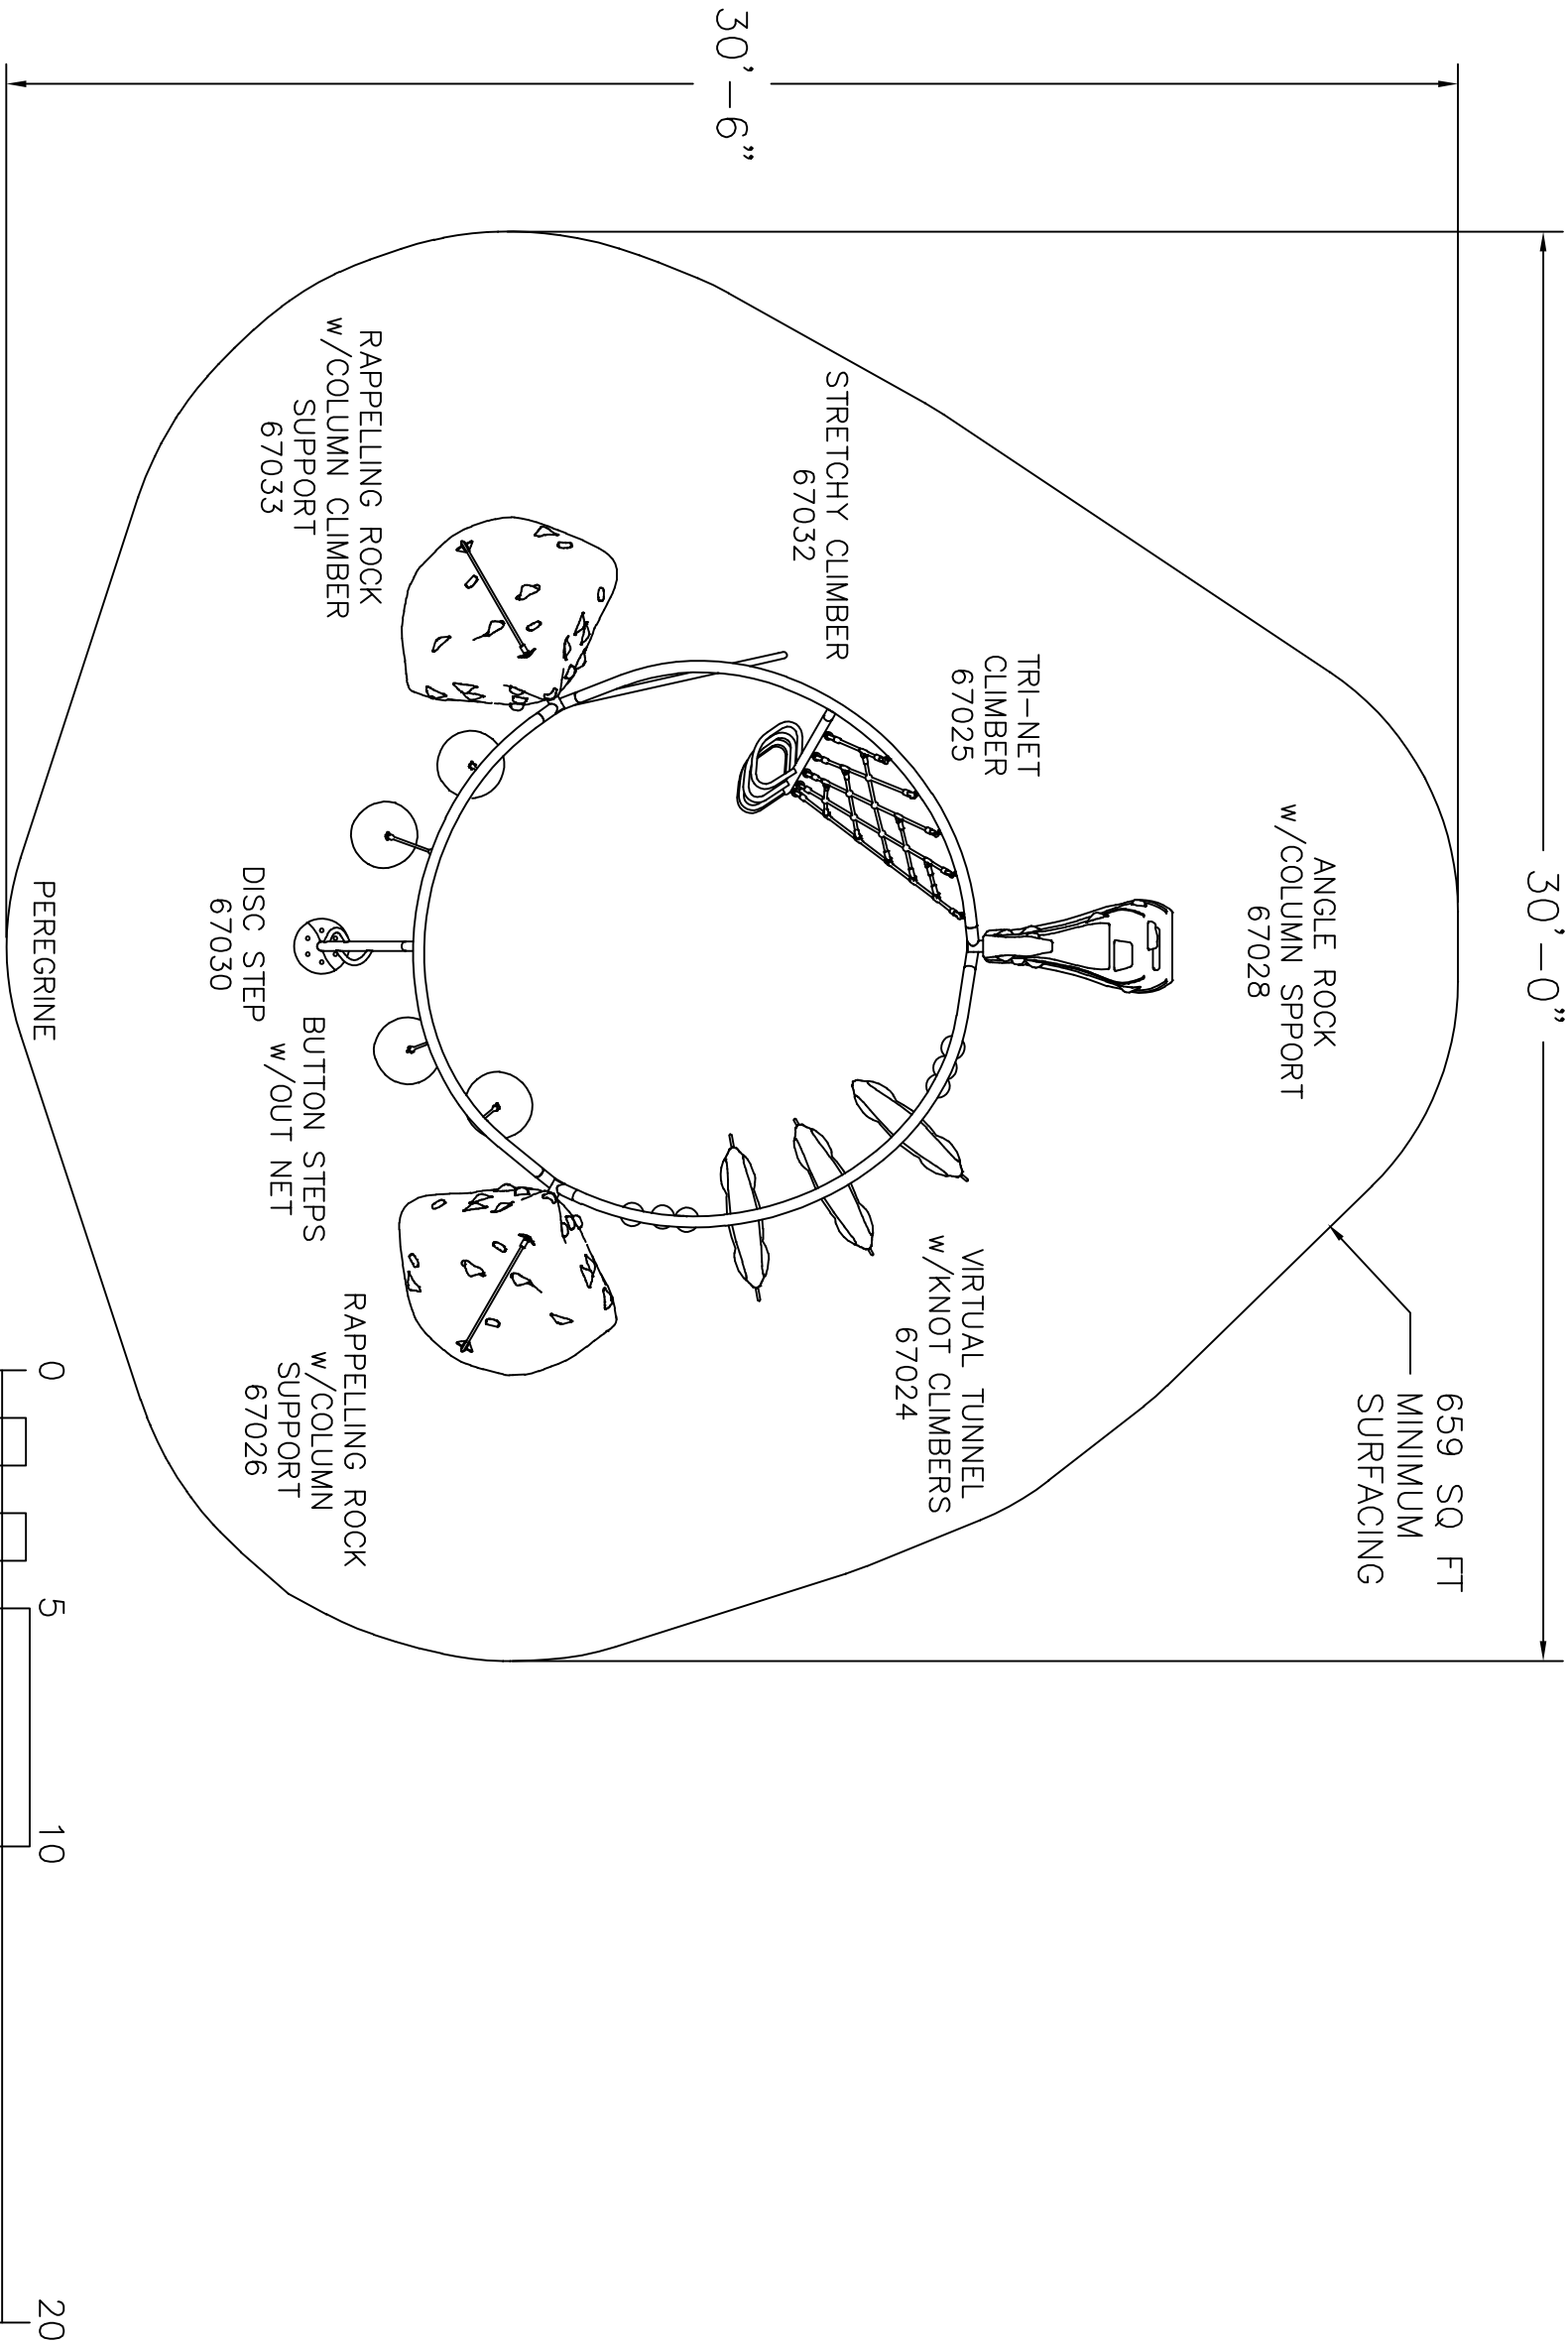 30'-0"
30'-6"
659 SQ FT
MINIMUM
SURFACING
ANGLE ROCK
w/COLUMN SPPORT
67028
TRI-NET
CLIMBER
67025
STRETCHY CLIMBER
67032
VIRTUAL TUNNEL
w/KNOT CLIMBERS
67024
RAPPELLING ROCK
w/COLUMN CLIMBER
SUPPORT
67033
RAPPELLING ROCK
w/COLUMN
SUPPORT
67026
BUTTON STEPS
w/OUT NET
DISC STEP
67030
PEREGRINE
0 5 10 20